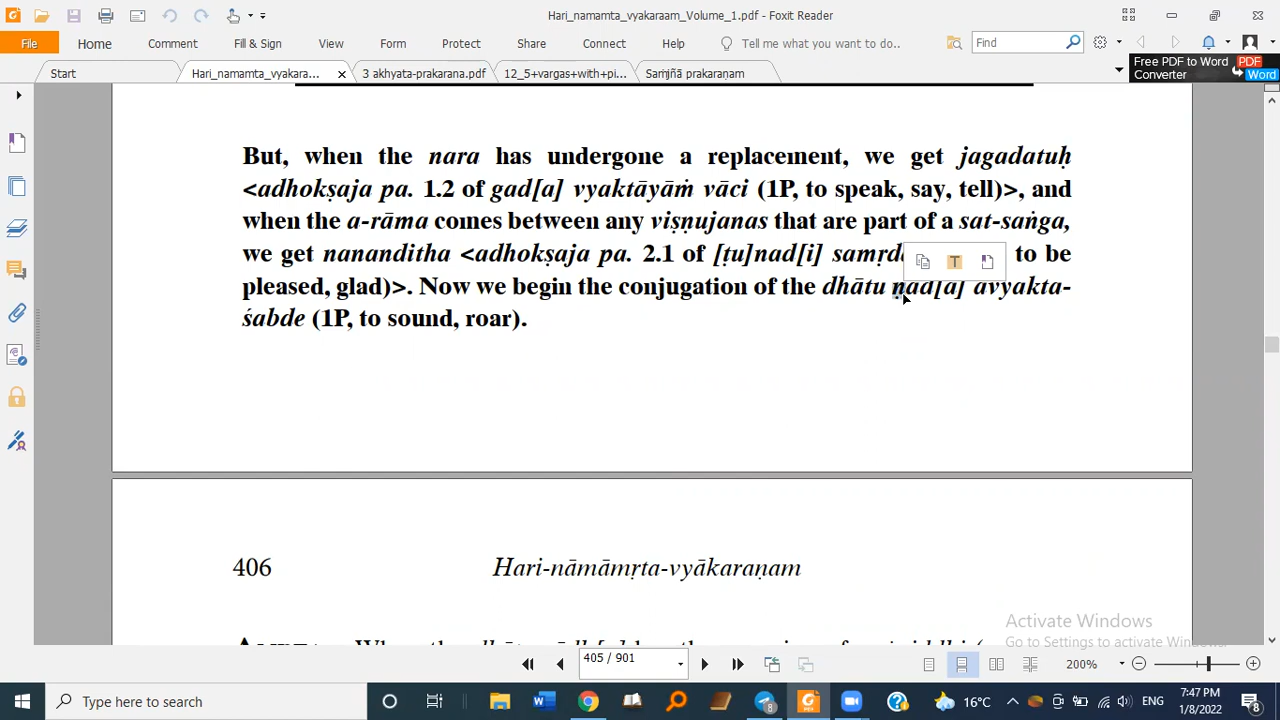 Hari_namamta_vyakaraam_Volume_1.pdf - Foxit Reader
File Home Comment Fill & Sign View Form Protect Share Connect Help Tell me what you want to do.. Find
Start Hari_namamta_vyakara... 3 akhyata-prakarana.pdf 12_5+vargas+with+pi... Saṁjñā prakaraṇam
Free PDF to Word Converter PDF Word
But, when the nara has undergone a replacement, we get jagadatuḥ
<adhokṣaja pa. 1.2 of gad[a] vyaktāyāṁ vāci (1P, to speak, say, tell)>, and
when the a-rāma comes between any viṣṇujanas that are part of a sat-saṅga,
we get nananditha <adhokṣaja pa. 2.1 of [ṭu]nad[i] to be
pleased, glad)>. Now we begin the conjugation of the dhātu ṇad[a] avyakta-
śabde (1P, to sound, roar).
406 Hari-nāmāmṛta-vyākaraṇam
Activate Windows
Go to Settings to activate Windows.
405 / 901
200%
Type here to search
16°C
ENG
7:47 PM
1/8/2022